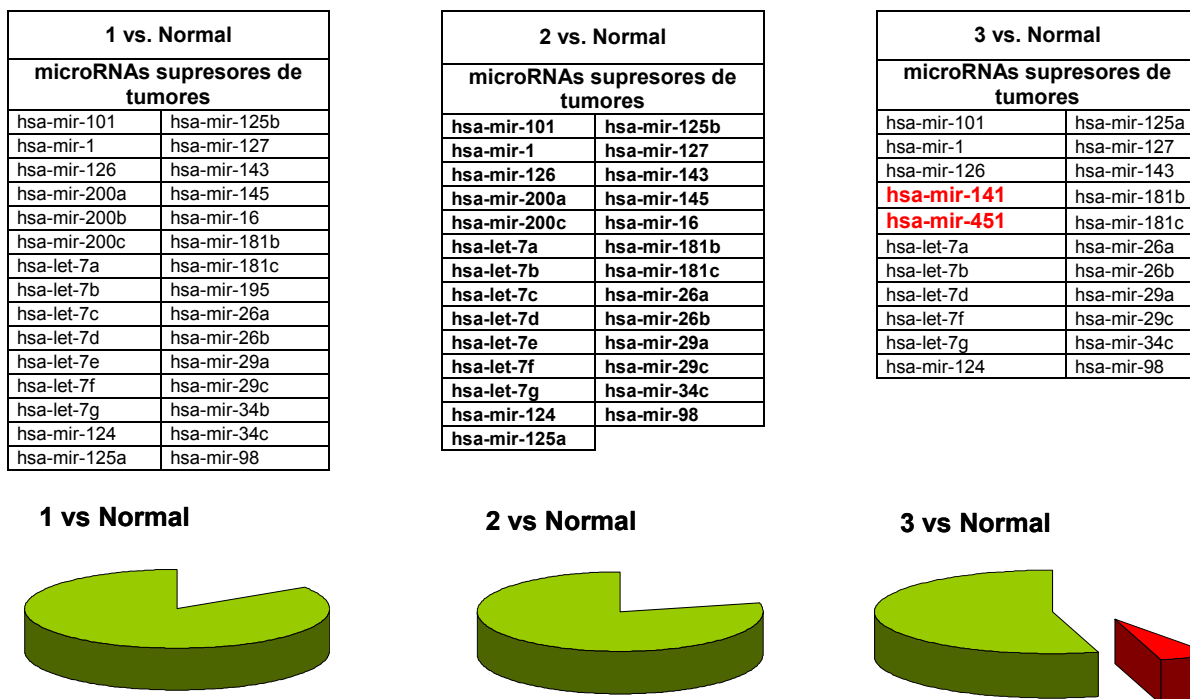 1 vs. Normal
microRNAs supresores de
tumores
hsa-mir-101 hsa-mir-125b
hsa-mir-1 hsa-mir-127
hsa-mir-126 hsa-mir-143
hsa-mir-200a hsa-mir-145
hsa-mir-200b hsa-mir-16
hsa-mir-200c hsa-mir-181b
hsa-let-7a hsa-mir-181c
hsa-let-7b hsa-mir-195
hsa-let-7c hsa-mir-26a
hsa-let-7d hsa-mir-26b
hsa-let-7e hsa-mir-29a
hsa-let-7f hsa-mir-29c
hsa-let-7g hsa-mir-34b
hsa-mir-124 hsa-mir-34c
hsa-mir-125a hsa-mir-98
2 vs. Normal
microRNAs supresores de
tumores
hsa-mir-101 hsa-mir-125b
hsa-mir-1 hsa-mir-127
hsa-mir-126 hsa-mir-143
hsa-mir-200a hsa-mir-145
hsa-mir-200c hsa-mir-16
hsa-let-7a hsa-mir-181b
hsa-let-7b hsa-mir-181c
hsa-let-7c hsa-mir-26a
hsa-let-7d hsa-mir-26b
hsa-let-7e hsa-mir-29a
hsa-let-7f hsa-mir-29c
hsa-let-7g hsa-mir-34c
hsa-mir-124 hsa-mir-98
hsa-mir-125a
3 vs. Normal
microRNAs supresores de
tumores
hsa-mir-101 hsa-mir-125a
hsa-mir-1 hsa-mir-127
hsa-mir-126 hsa-mir-143
hsa-mir-141 hsa-mir-181b
hsa-mir-451 hsa-mir-181c
hsa-let-7a hsa-mir-26a
hsa-let-7b hsa-mir-26b
hsa-let-7d hsa-mir-29a
hsa-let-7f hsa-mir-29c
hsa-let-7g hsa-mir-34c
hsa-mir-124 hsa-mir-98
1 vs Normal
2 vs Normal
3 vs Normal